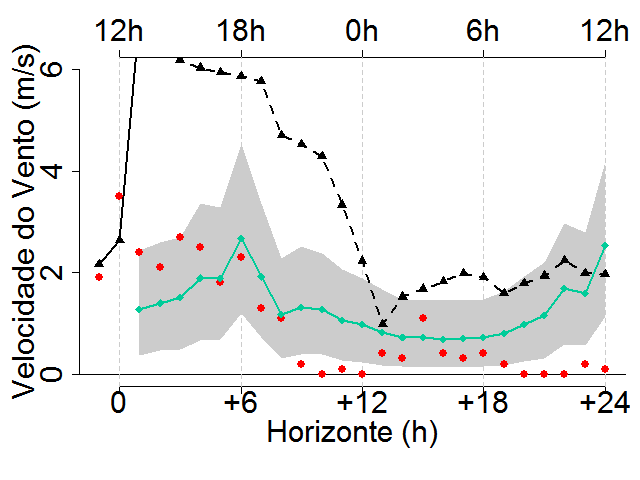 12h 18h 0h 6h 12h
Velocidade do Vento (m/s)
6
4
2
0
0 +6 +12 +18 +24
Horizonte (h)